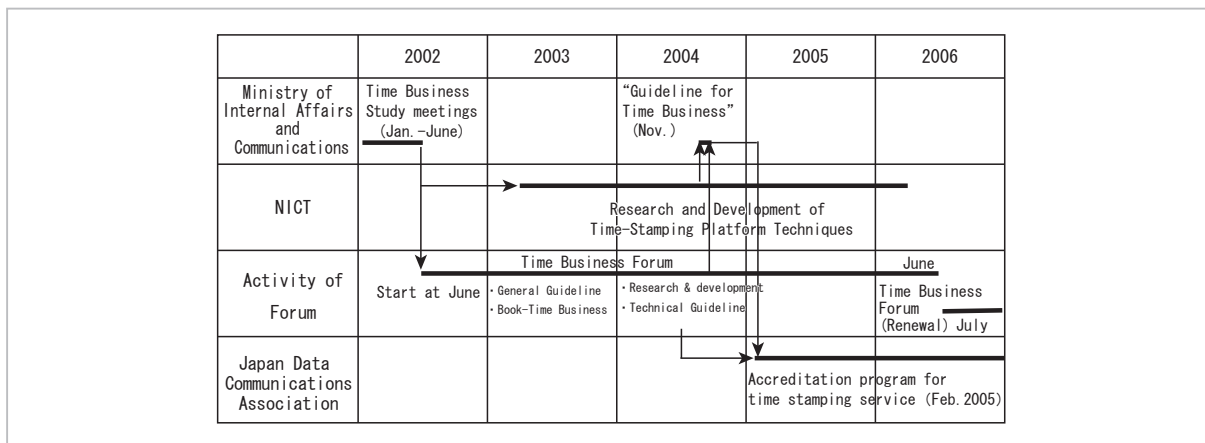 2002
2003
2004
2005
2006
Ministry of
Internal Affairs
and
Communications
Time Business
Study meetings
(Jan.-June)
“Guideline for
Time Business”
(Nov.)
NICT
Research and Development of
Time-Stamping Platform Techniques
Activity of
Forum
Time Business Forum
June
Start at June
・General Guideline
・Book-Time Business
・Research & development
・Technical Guideline
Time Business
Forum
(Renewal) July
Japan Data
Communications
Association
Accreditation program for
time stamping service (Feb.2005)